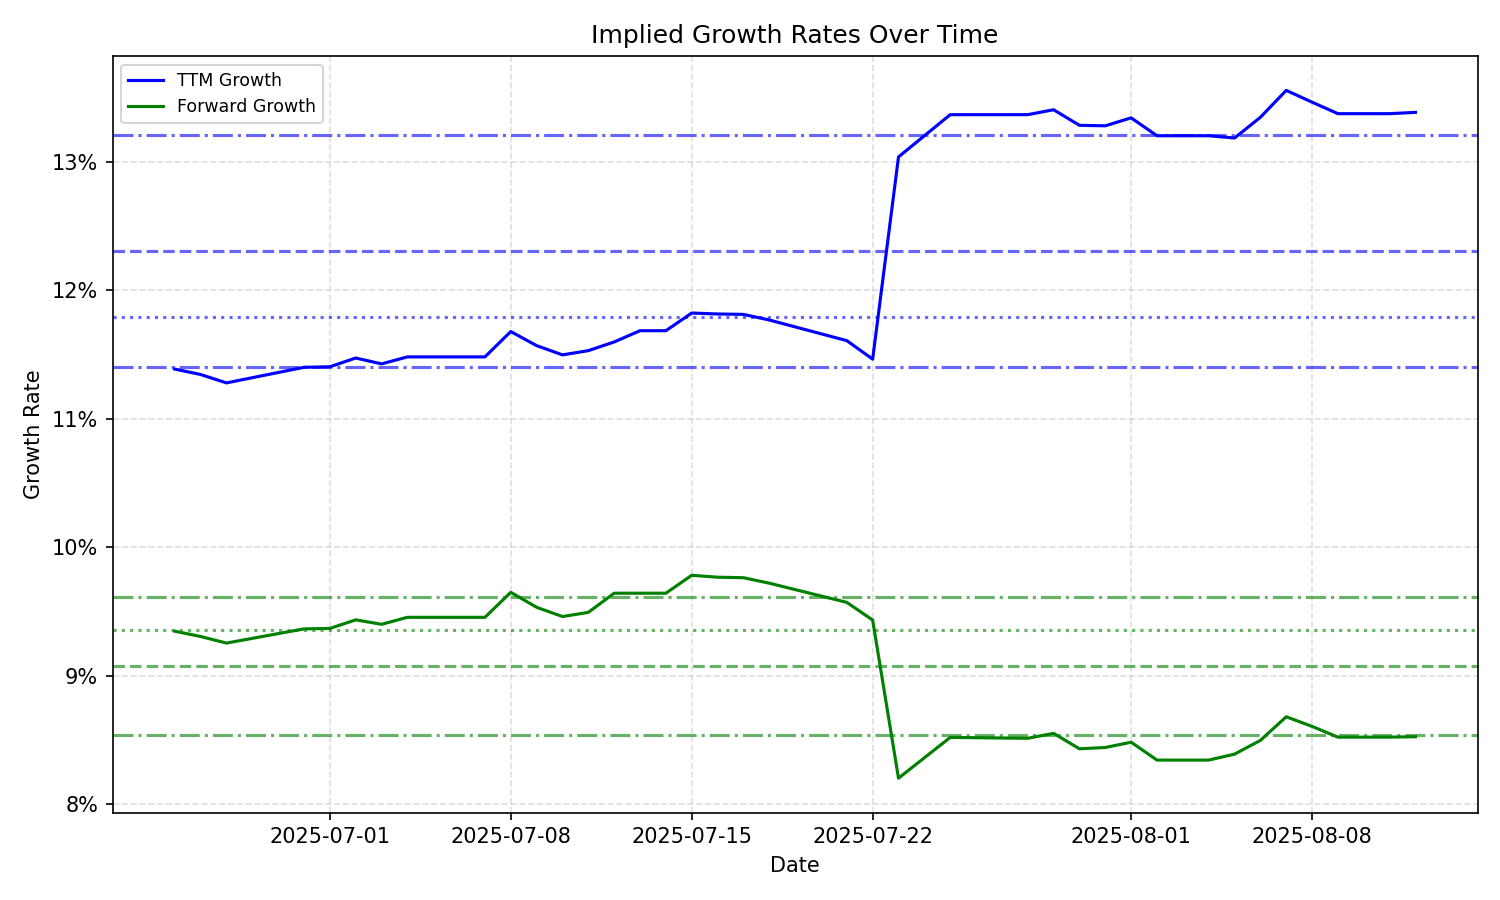 Implied Growth Rates Over Time
TTM Growth
Forward Growth
13%
12%
11%
10%
9%
8%
Growth Rate
2025-07-01
2025-07-08
2025-07-15
2025-07-22
2025-08-01
2025-08-08
Date